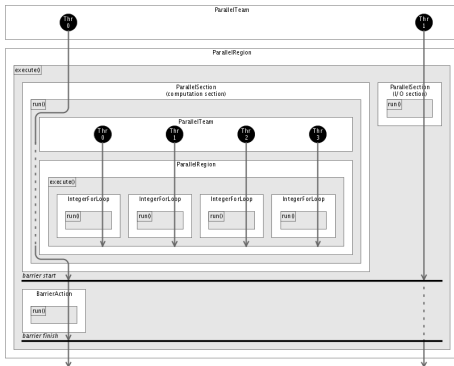 ParallelTeam
Thr
0
Thr
1
ParallelRegion
execute()
ParallelSection
(computation section)
ParallelSection
(I/O section)
run()
run()
ParallelTeam
Thr
0
Thr
1
Thr
2
Thr
3
ParallelRegion
execute()
IntegerForLoop
IntegerForLoop
IntegerForLoop
IntegerForLoop
run()
run()
run()
run()
barrier start
BarrierAction
run()
barrier finish